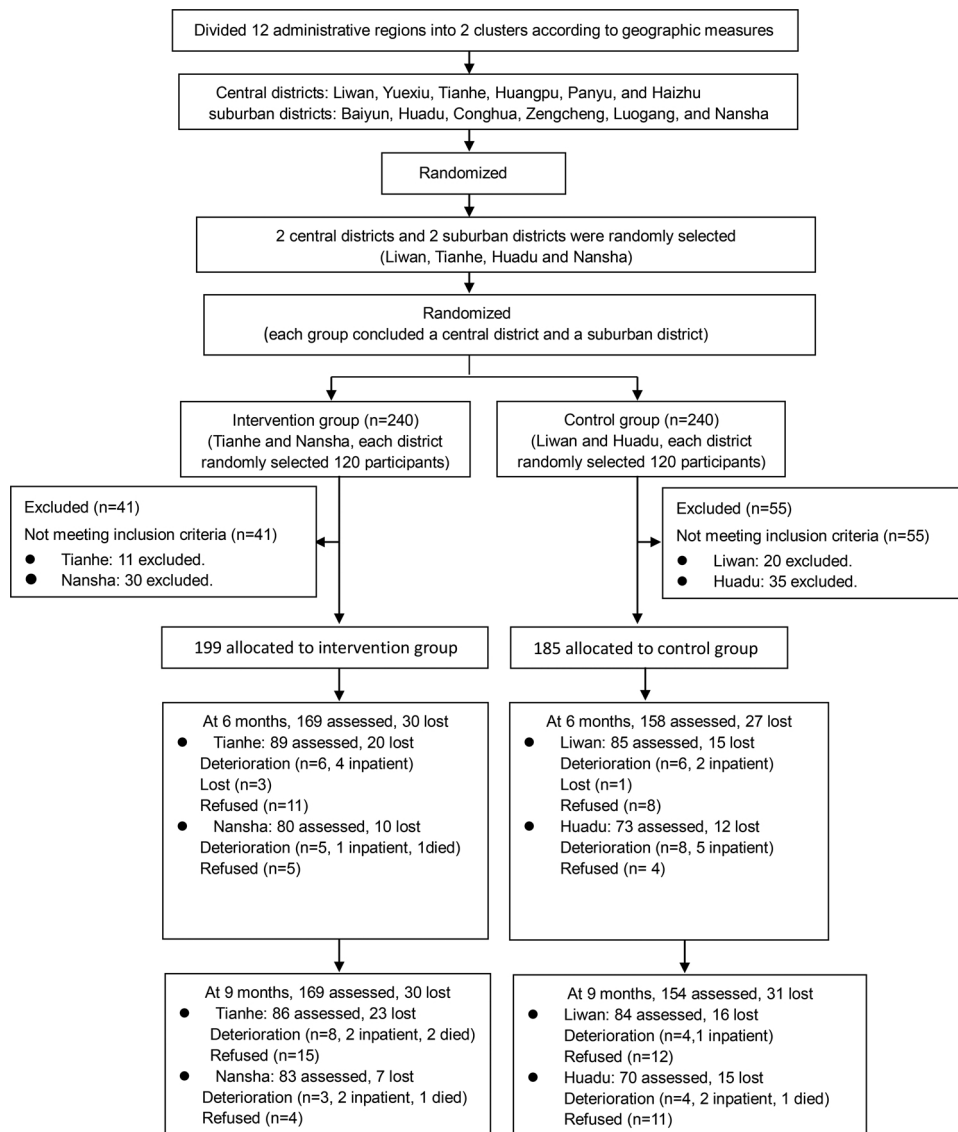 Divided 12 administrative regions into 2 clusters according to geographic measures
Central districts: Liwan, Yuexiu, Tianhe, Huangpu, Panyu, and Haizhu
suburban districts: Baiyun, Huadu, Conghua, Zengcheng, Luogang, and Nansha
Randomized
2 central districts and 2 suburban districts were randomly selected
(Liwan, Tianhe, Huadu and Nansha)
Randomized
(each group concluded a central district and a suburban district)
Intervention group (n=240)
(Tianhe and Nansha, each district
randomly selected 120 participants)
Control group (n=240)
(Liwan and Huadu, each district
randomly selected 120 participants)
Excluded (n=41)
Not meeting inclusion criteria (n=41)
● Tianhe: 11 excluded.
● Nansha: 30 excluded.
Excluded (n=55)
Not meeting inclusion criteria (n=55)
● Liwan: 20 excluded.
● Huadu: 35 excluded.
199 allocated to intervention group
185 allocated to control group
At 6 months, 169 assessed, 30 lost
● Tianhe: 89 assessed, 20 lost
Deterioration (n=6, 4 inpatient)
Lost (n=3)
Refused (n=11)
● Nansha: 80 assessed, 10 lost
Deterioration (n=5, 1 inpatient, 1died)
Refused (n=5)
At 6 months, 158 assessed, 27 lost
● Liwan: 85 assessed, 15 lost
Deterioration (n=6, 2 inpatient)
Lost (n=1)
Refused (n=8)
● Huadu: 73 assessed, 12 lost
Deterioration (n=8, 5 inpatient)
Refused (n= 4)
At 9 months, 169 assessed, 30 lost
● Tianhe: 86 assessed, 23 lost
Deterioration (n=8, 2 inpatient, 2 died)
Refused (n=15)
● Nansha: 83 assessed, 7 lost
Deterioration (n=3, 2 inpatient, 1 died)
Refused (n=4)
At 9 months, 154 assessed, 31 lost
● Liwan: 84 assessed, 16 lost
Deterioration (n=4,1 inpatient)
Refused (n=12)
● Huadu: 70 assessed, 15 lost
Deterioration (n=4, 2 inpatient, 1 died)
Refused (n=11)